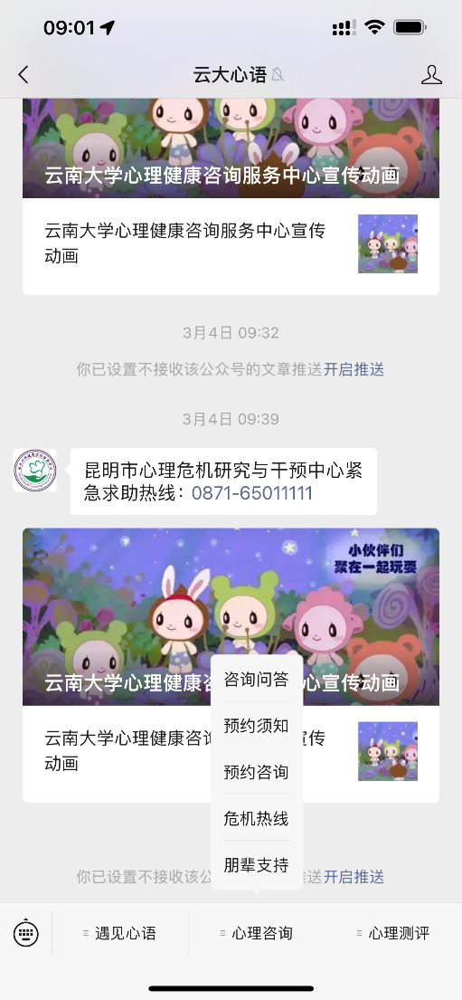 09:01
云大心语
云南大学心理健康咨询服务中心宣传动画
云南大学心理健康咨询服务中心宣传
动画
3月4日 09:32
你已设置不接收该公众号的文章推送开启推送
3月4日 09:39
昆明市心理危机研究与干预中心紧
急求助热线：0871-65011111
小伙伴们
聚在一起玩耍
云南大学心理健
心宣传动画
云南大学心理健康咨
宣传
动画
咨询问答
预约须知
预约咨询
危机热线
朋辈支持
你已设置不接收该公
推送开启推送
遇见心语
心理咨询
心理测评